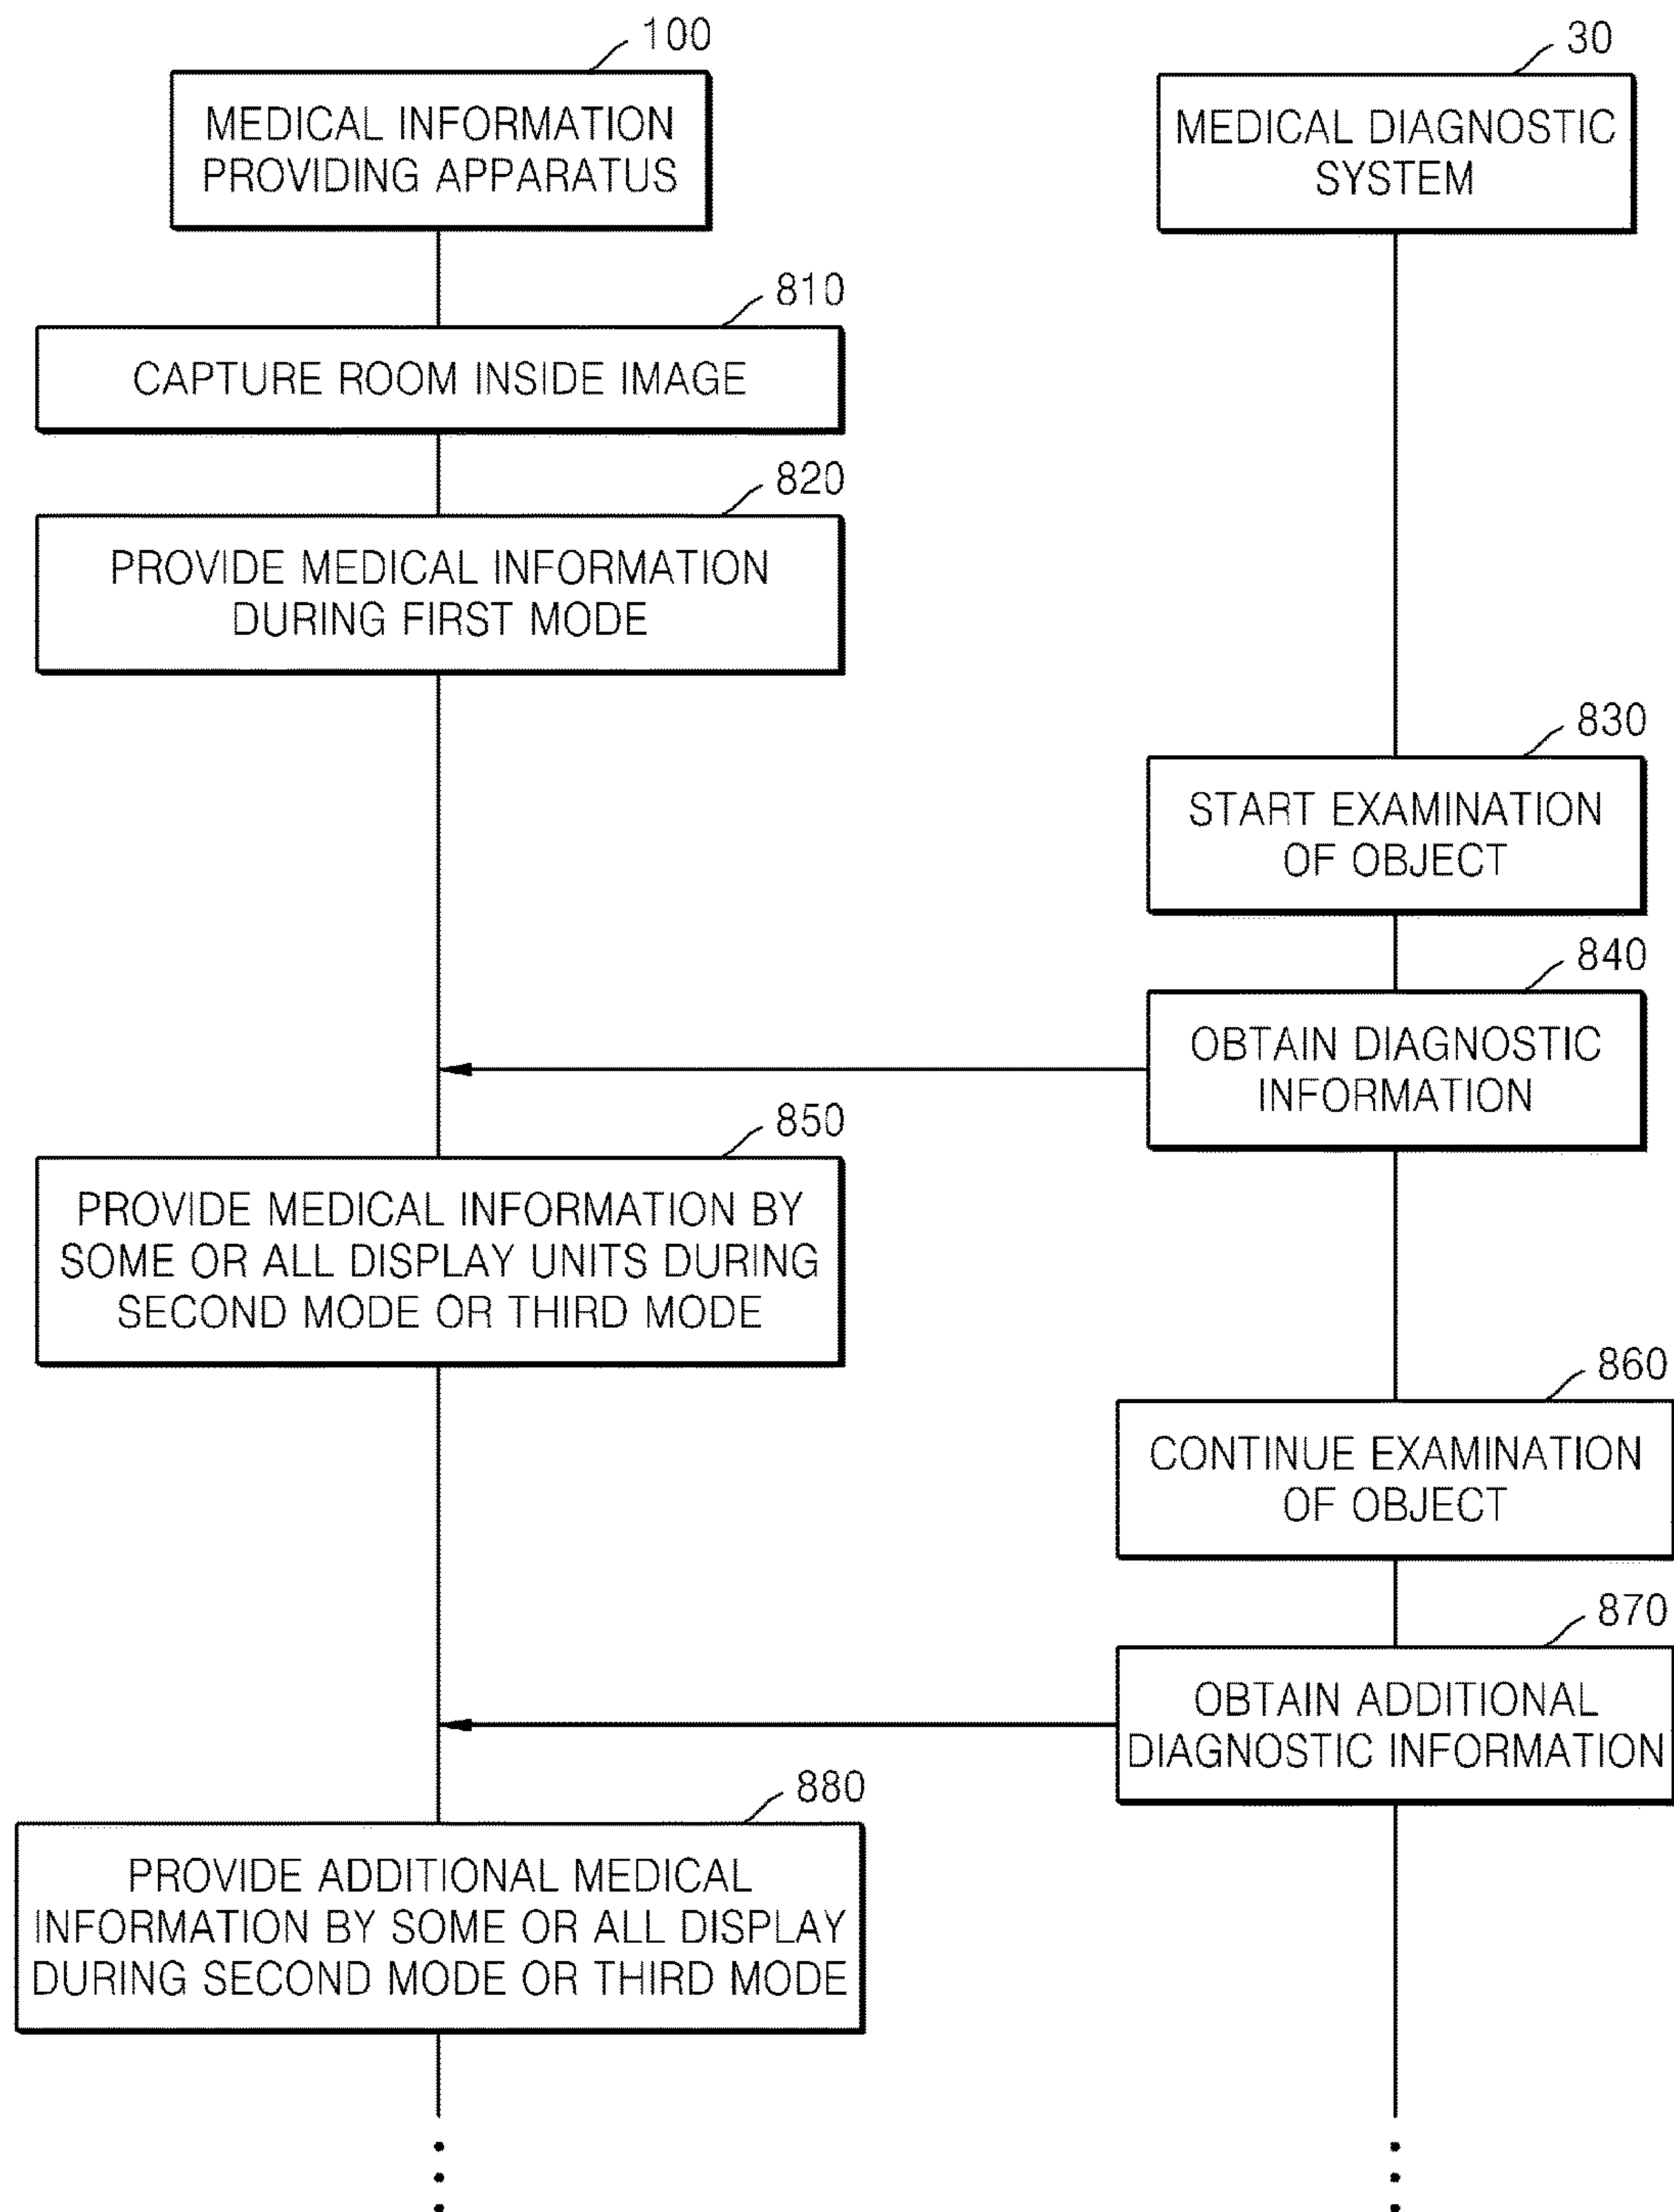 100
MEDICAL INFORMATION
PROVIDING APPARATUS
30
MEDICAL DIAGNOSTIC
SYSTEM
810
CAPTURE ROOM INSIDE IMAGE
820
PROVIDE MEDICAL INFORMATION
DURING FIRST MODE
830
START EXAMINATION
OF OBJECT
840
OBTAIN DIAGNOSTIC
INFORMATION
850
PROVIDE MEDICAL INFORMATION BY
SOME OR ALL DISPLAY UNITS DURING
SECOND MODE OR THIRD MODE
860
CONTINUE EXAMINATION
OF OBJECT
870
OBTAIN ADDITIONAL
DIAGNOSTIC INFORMATION
880
PROVIDE ADDITIONAL MEDICAL
INFORMATION BY SOME OR ALL DISPLAY
DURING SECOND MODE OR THIRD MODE